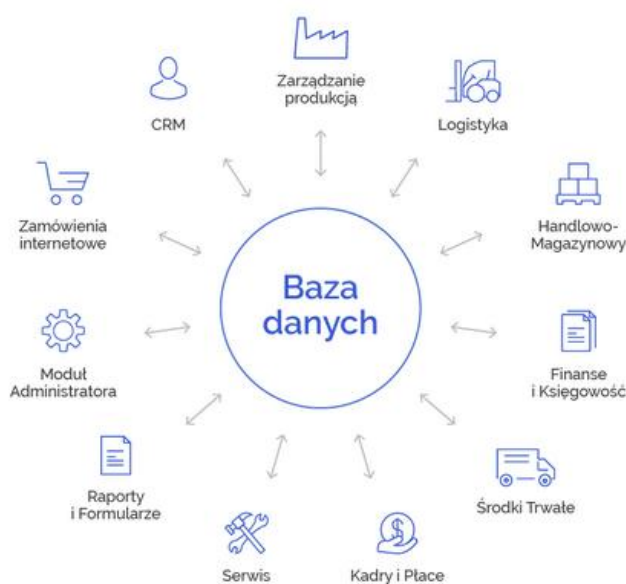 Zarządzanie
produkcją
CRM
Logistyka
Zamówienia
internetowe
Handlowo-
Magazynowy
Baza
danych
Moduł
Administratora
Finanse
i Księgowość
Raporty
i Formularze
Środki Trwałe
Serwis
Kadry i Płace